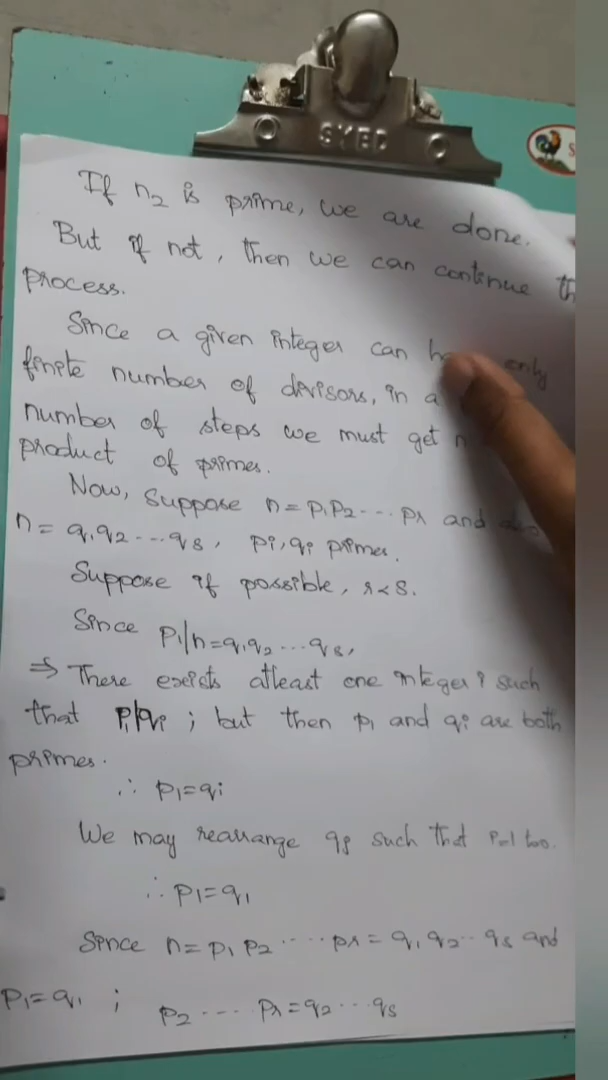 SYED
S
If n₂ is prime, we are done.
But if not, then we can continue th
process.
Since a given integer can ha only
finite number of divisors, in a
number of steps we must get n
product of primes.
Now, suppose n = p₁p₂ --- pr and
n = q₁q₂ --- qs, pi, qi primes.
Suppose if possible, r < s.
Since p₁/n = q₁q₂ ... qs,
⇒ There exists atleast one integer i such
that p₁/qi ; but then p₁ and qi are both
primes.
∴ p₁ = qi
We may rearrange such that too.
∴ p₁ = q₁
Since n = p₁ p₂ ..... pr = q₁ q₂ .. qs and
p₁ = q₁ ; p₂ --- pr = q₂ --- qs